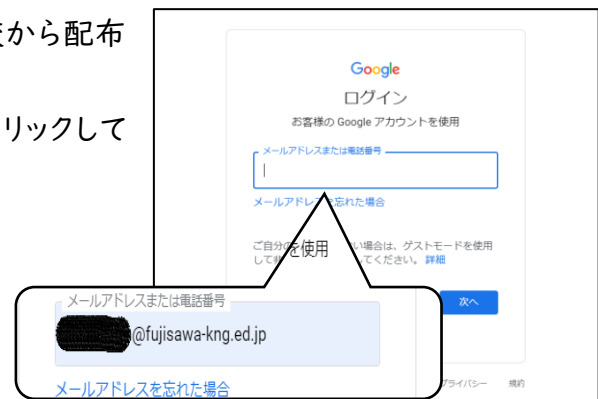 から配布
リックして
Google
ログイン
お客様の Google アカウントを使用
メールアドレスまたは電話番号
メールアドレスを忘れた場合
ご自分の い場合は、ゲストモードを使用
して てください。 詳細
を使用
次へ
メールアドレスまたは電話番号
@fujisawa-kng.ed.jp
メールアドレスを忘れた場合
プライバシー 規約